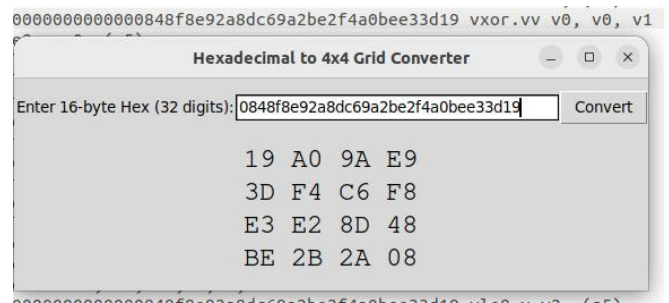 0000000000000848f8e92a8dc69a2be2f4a0bee33d19 vxor.vv v0, v0, v1
Hexadecimal to 4x4 Grid Converter
Enter 16-byte Hex (32 digits): 0848f8e92a8dc69a2be2f4a0bee33d19 Convert
19 A0 9A E9
3D F4 C6 F8
E3 E2 8D 48
BE 2B 2A 08